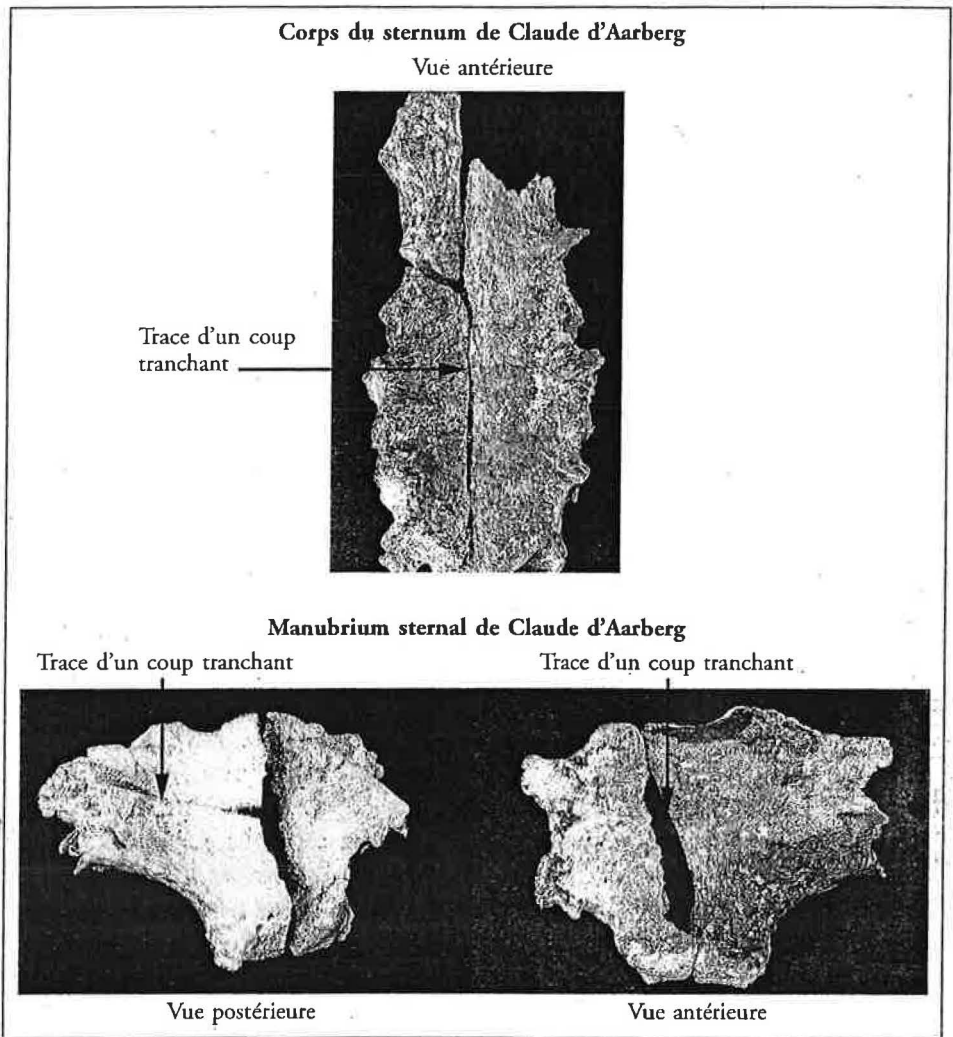 Corps du sternum de Claude d'Aarberg
Vue antérieure
Trace d'un coup
tranchant
Manubrium sternal de Claude d'Aarberg
Trace d'un coup tranchant
Trace d'un coup tranchant
Vue postérieure
Vue antérieure